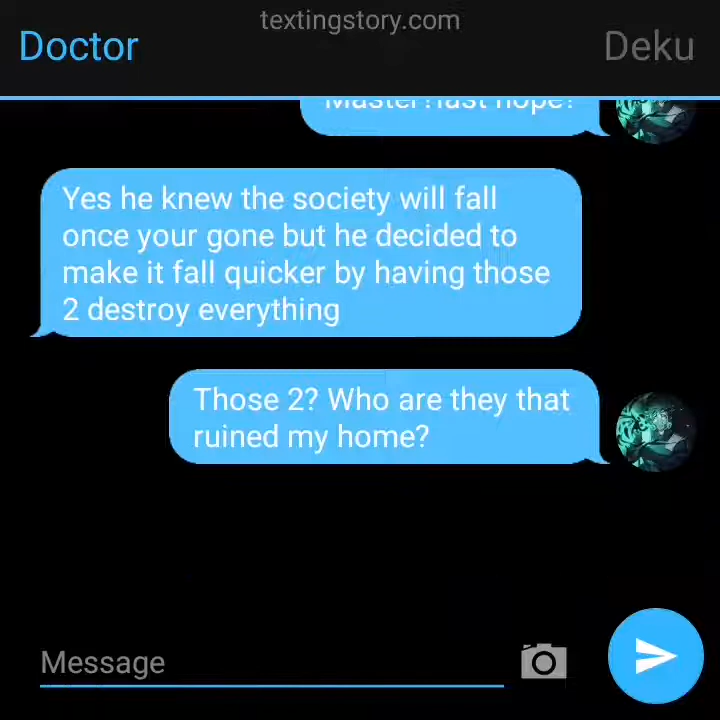 textingstory.com
Doctor
Deku
Yes he knew the society will fall
once your gone but he decided to
make it fall quicker by having those
2 destroy everything
Those 2? Who are they that
ruined my home?
Message